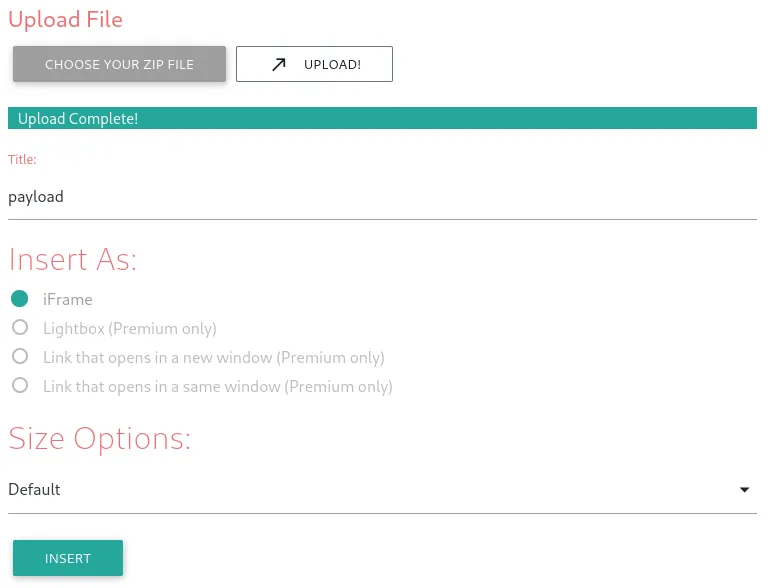 Upload File
CHOOSE YOUR ZIP FILE
UPLOAD!
Upload Complete!
Title:
payload
Insert As:
iFrame
Lightbox (Premium only)
Link that opens in a new window (Premium only)
Link that opens in a same window (Premium only)
Size Options:
Default
INSERT